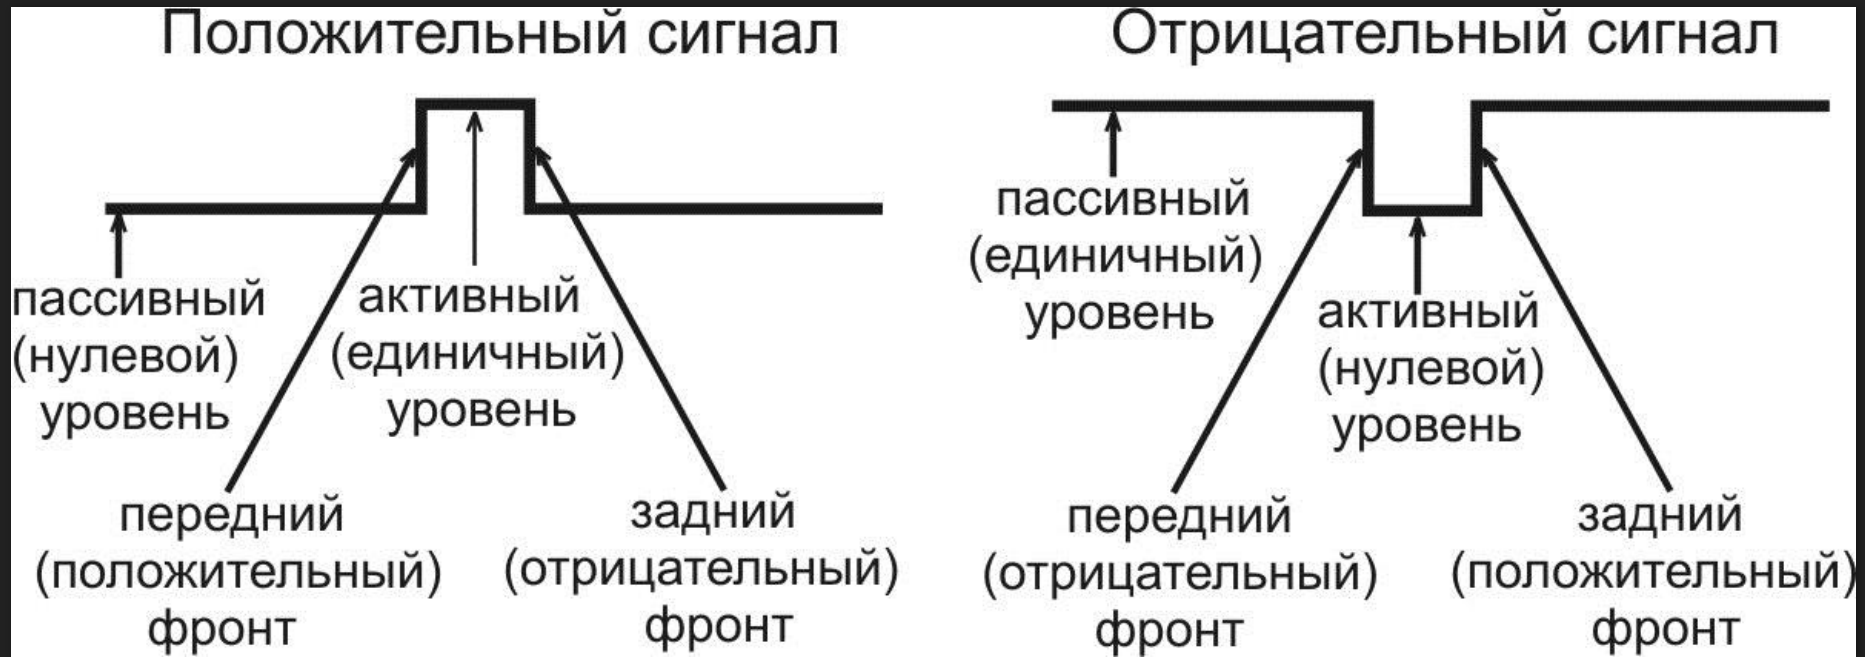 Положительный сигнал
пассивный
(нулевой)
уровень
активный
(единичный)
уровень
передний
(положительный)
фронт
задний
(отрицательный)
фронт
Отрицательный сигнал
пассивный
(единичный)
уровень
активный
(нулевой)
уровень
передний
(отрицательный)
фронт
задний
(положительный)
фронт